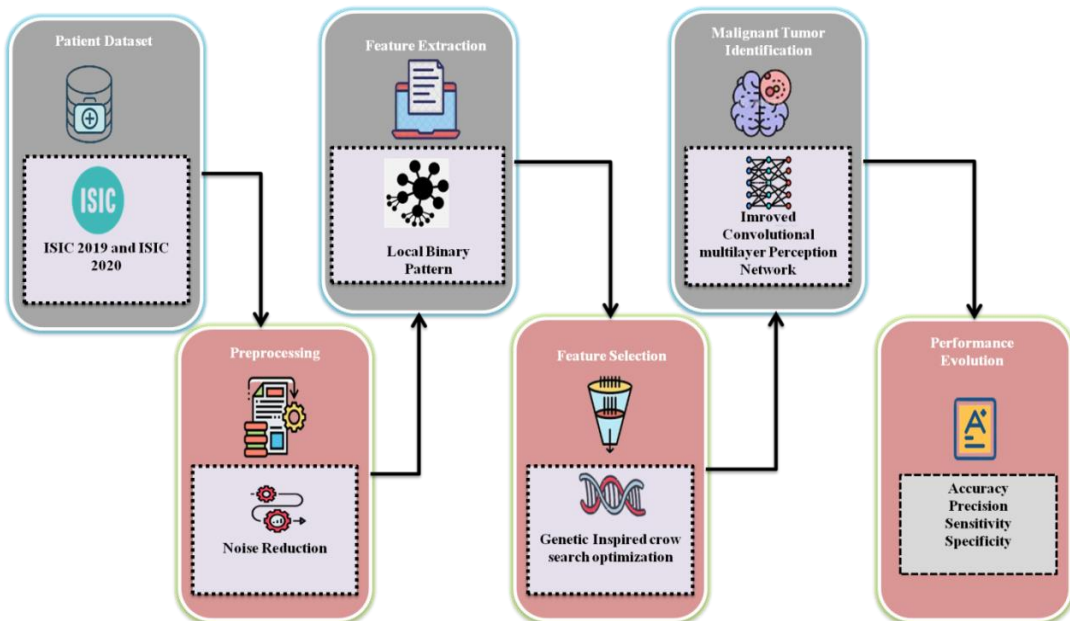 Patient Dataset
ISIC
ISIC 2019 and ISIC
2020
Preprocessing
Noise Reduction
Feature Extraction
Local Binary
Pattern
Feature Selection
Genetic Inspired crow
search optimization
Malignant Tumor
Identification
Imroved
Convolutional
multilayer Perception
Network
Performance
Evolution
A+
Accuracy
Precision
Sensitivity
Specificity